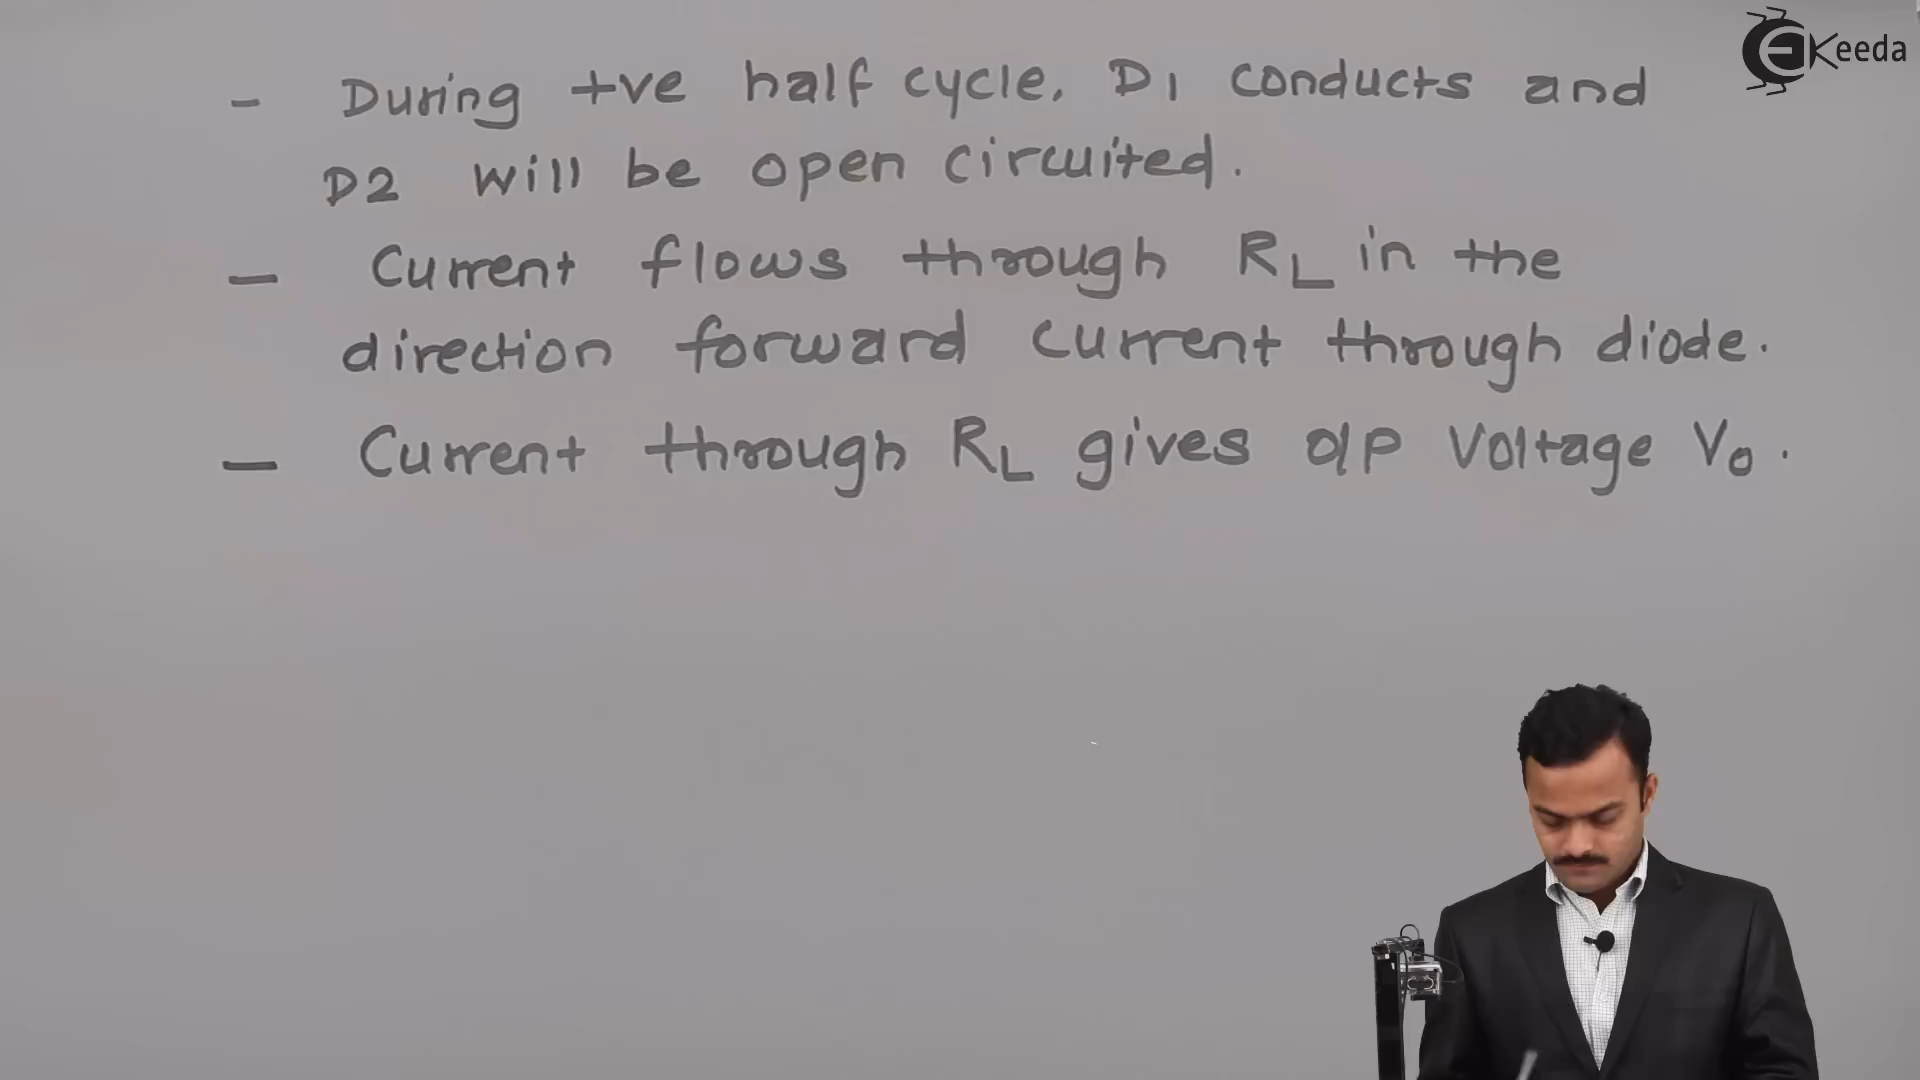 Keeda
- During +ve half cycle, D1 conducts and
D2 will be open circuited.
- Current flows through RL in the
direction forward current through diode.
- Current through RL gives o/p Voltage Vo.